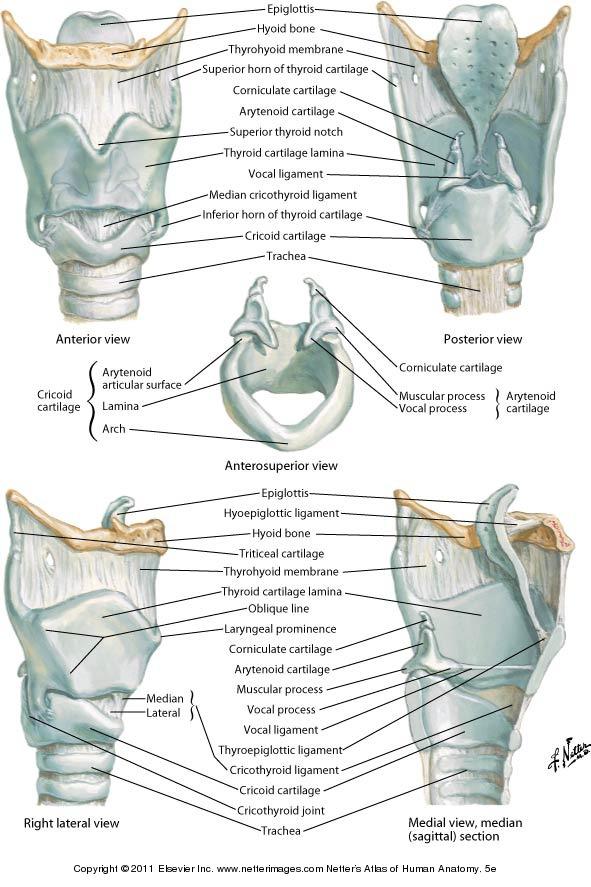 Epiglottis
Hyoid bone
Thyrohyoid membrane
Superior horn of thyroid cartilage
Corniculate cartilage
Arytenoid cartilage
Superior thyroid notch
Thyroid cartilage lamina
Vocal ligament
Median cricothyroid ligament
Inferior horn of thyroid cartilage
Cricoid cartilage
Trachea
Anterior view
Posterior view
Cricoid
cartilage
Arytenoid
articular surface
Lamina
Arch
Corniculate cartilage
Muscular process
Vocal process
Arytenoid
cartilage
Anterosuperior view
Epiglottis
Hyoepiglottic ligament
Hyoid bone
Triticeal cartilage
Thyrohyoid membrane
Thyroid cartilage lamina
Oblique line
Laryngeal prominence
Corniculate cartilage
Arytenoid cartilage
Muscular process
Median
Lateral
Vocal process
Vocal ligament
Thyroepiglottic ligament
Cricothyroid ligament
Cricoid cartilage
Cricothyroid joint
Trachea
F. Netter
Right lateral view
Medial view, median
(sagittal) section
Copyright © 2011 Elsevier Inc. www.netterimages.com Netter's Atlas of Human Anatomy. 5e